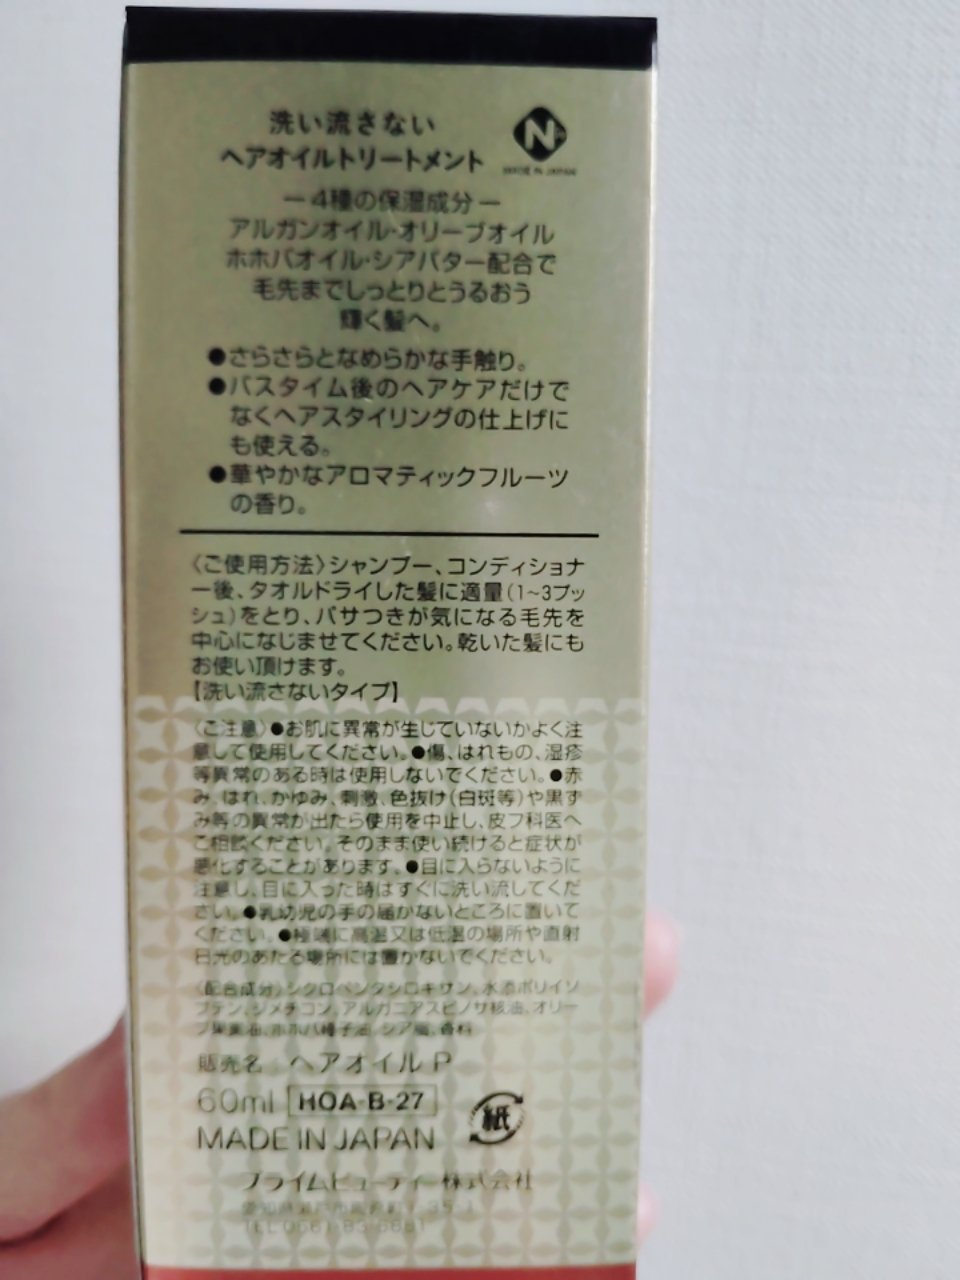 洗い流さない
ヘアオイルトリートメント
N
MADE IN JAPAN
－4種の保湿成分－
アルガンオイル・オリーブオイル
ホホバオイル・シアバター配合で
毛先までしっとりとうるおう
輝く髪へ。
●さらさらとなめらかな手触り。
●バスタイム後のヘアケアだけで
なくヘアスタイリングの仕上げに
も使える。
●華やかなアロマティックフルーツ
の香り。
〈ご使用方法〉シャンプー、コンディショナ
ー後、タオルドライした髪に適量(1~3プッ
シュ)をとり、パサつきが気になる毛先を
中心になじませてください。乾いた髪にも
お使い頂けます。
【洗い流さないタイプ】
〈ご注意〉●お肌に異常が生じていないかよく注
意して使用してください。●傷、はれもの、湿疹
等異常のある時は使用しないでください。●赤
み、はれ、かゆみ、刺激、色抜け(白斑等)や黒ず
み等の異常が出たら使用を中止し、皮フ科医へ
ご相談ください。そのまま使い続けると症状が
悪化することがあります。●目に入らないように
注意し、目に入った時はすぐに洗い流してくだ
さい。●乳幼児の手の届かないところに置いて
ください。●極端に高温又は低温の場所や直射
日光のあたる場所には置かないでください。
〈配合成分〉シクロペンタシロキサン、水添ポリイソ
ブテン、ジメチコン、アルガニアスピノサ核油、オリー
ブ果実油、ホホバ種子油、シア脂、香料
販売名：ヘアオイルP
60ml HOA-B-27
紙
MADE IN JAPAN
プライムビューティー株式会社